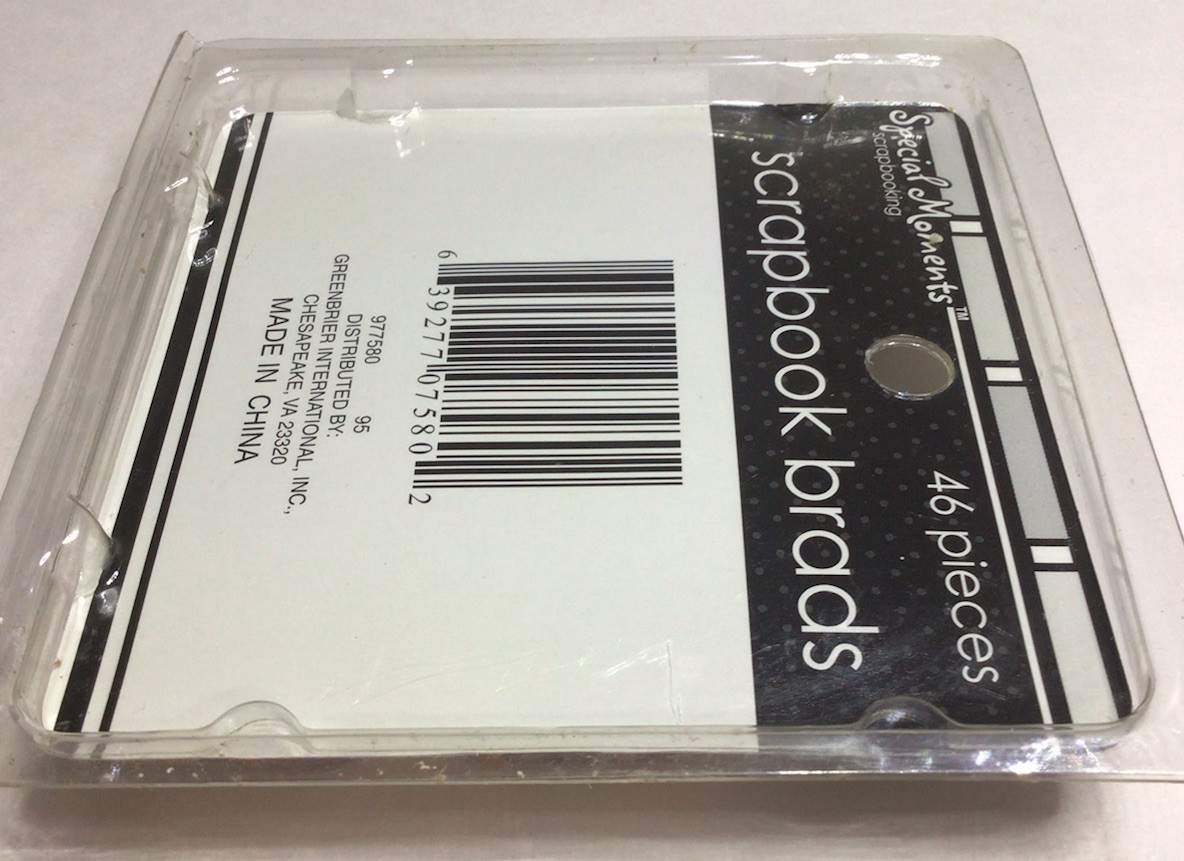 Special Moments™
scrapbooking
46 pieces
scrapbook brads
6 39277 07580 2
977580 95
DISTRIBUTED BY:
GREENBRIER INTERNATIONAL, INC.,
CHESAPEAKE, VA 23320
MADE IN CHINA